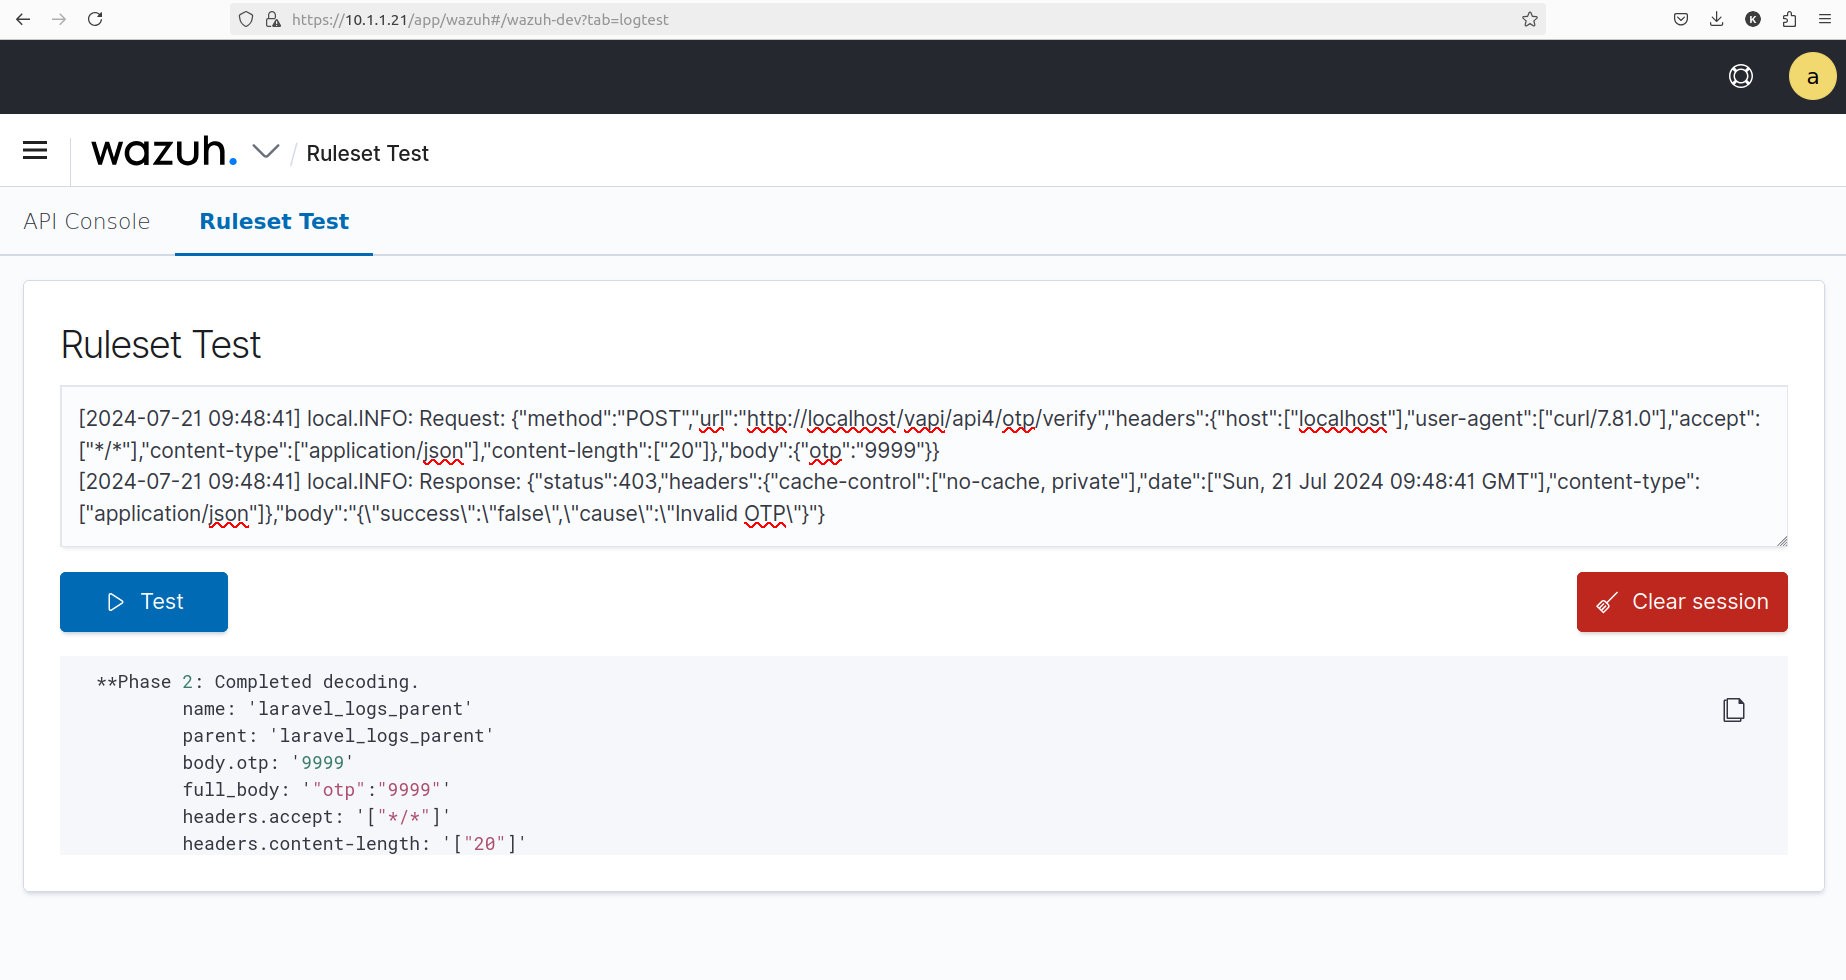 https://10.1.1.21/app/wazuh#/wazuh-dev?tab=logtest
K
a
wazuh. / Ruleset Test
API Console Ruleset Test
Ruleset Test
[2024-07-21 09:48:41] local.INFO: Request: {"method":"POST","url":"http://localhost/vapi/api4/otp/verify","headers":{"host":["localhost"],"user-agent":["curl/7.81.0"],"accept":
["*/*"],"content-type":["application/json"],"content-length":["20"]},"body":{"otp":"9999"}}
[2024-07-21 09:48:41] local.INFO: Response: {"status":403,"headers":{"cache-control":["no-cache, private"],"date":["Sun, 21 Jul 2024 09:48:41 GMT"],"content-type":
["application/json"]},"body":"{\"success\":\"false\",\"cause\":\"Invalid OTP\"}"}
Test Clear session
**Phase 2: Completed decoding.
name: 'laravel_logs_parent'
parent: 'laravel_logs_parent'
body.otp: '9999'
full_body: '"otp":"9999"'
headers.accept: '["*/*"]'
headers.content-length: '["20"]'